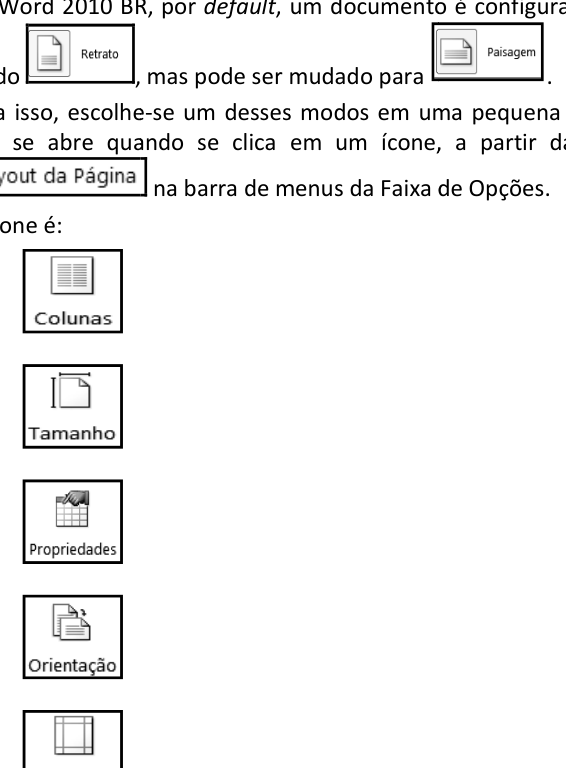 Word 2010 BR, por default, um documento é configura
do Retrato, mas pode ser mudado para Paisagem.
a isso, escolhe-se um desses modos em uma pequena
se abre quando se clica em um ícone, a partir da
yout da Página na barra de menus da Faixa de Opções.
one é:
Colunas
Tamanho
Propriedades
Orientação